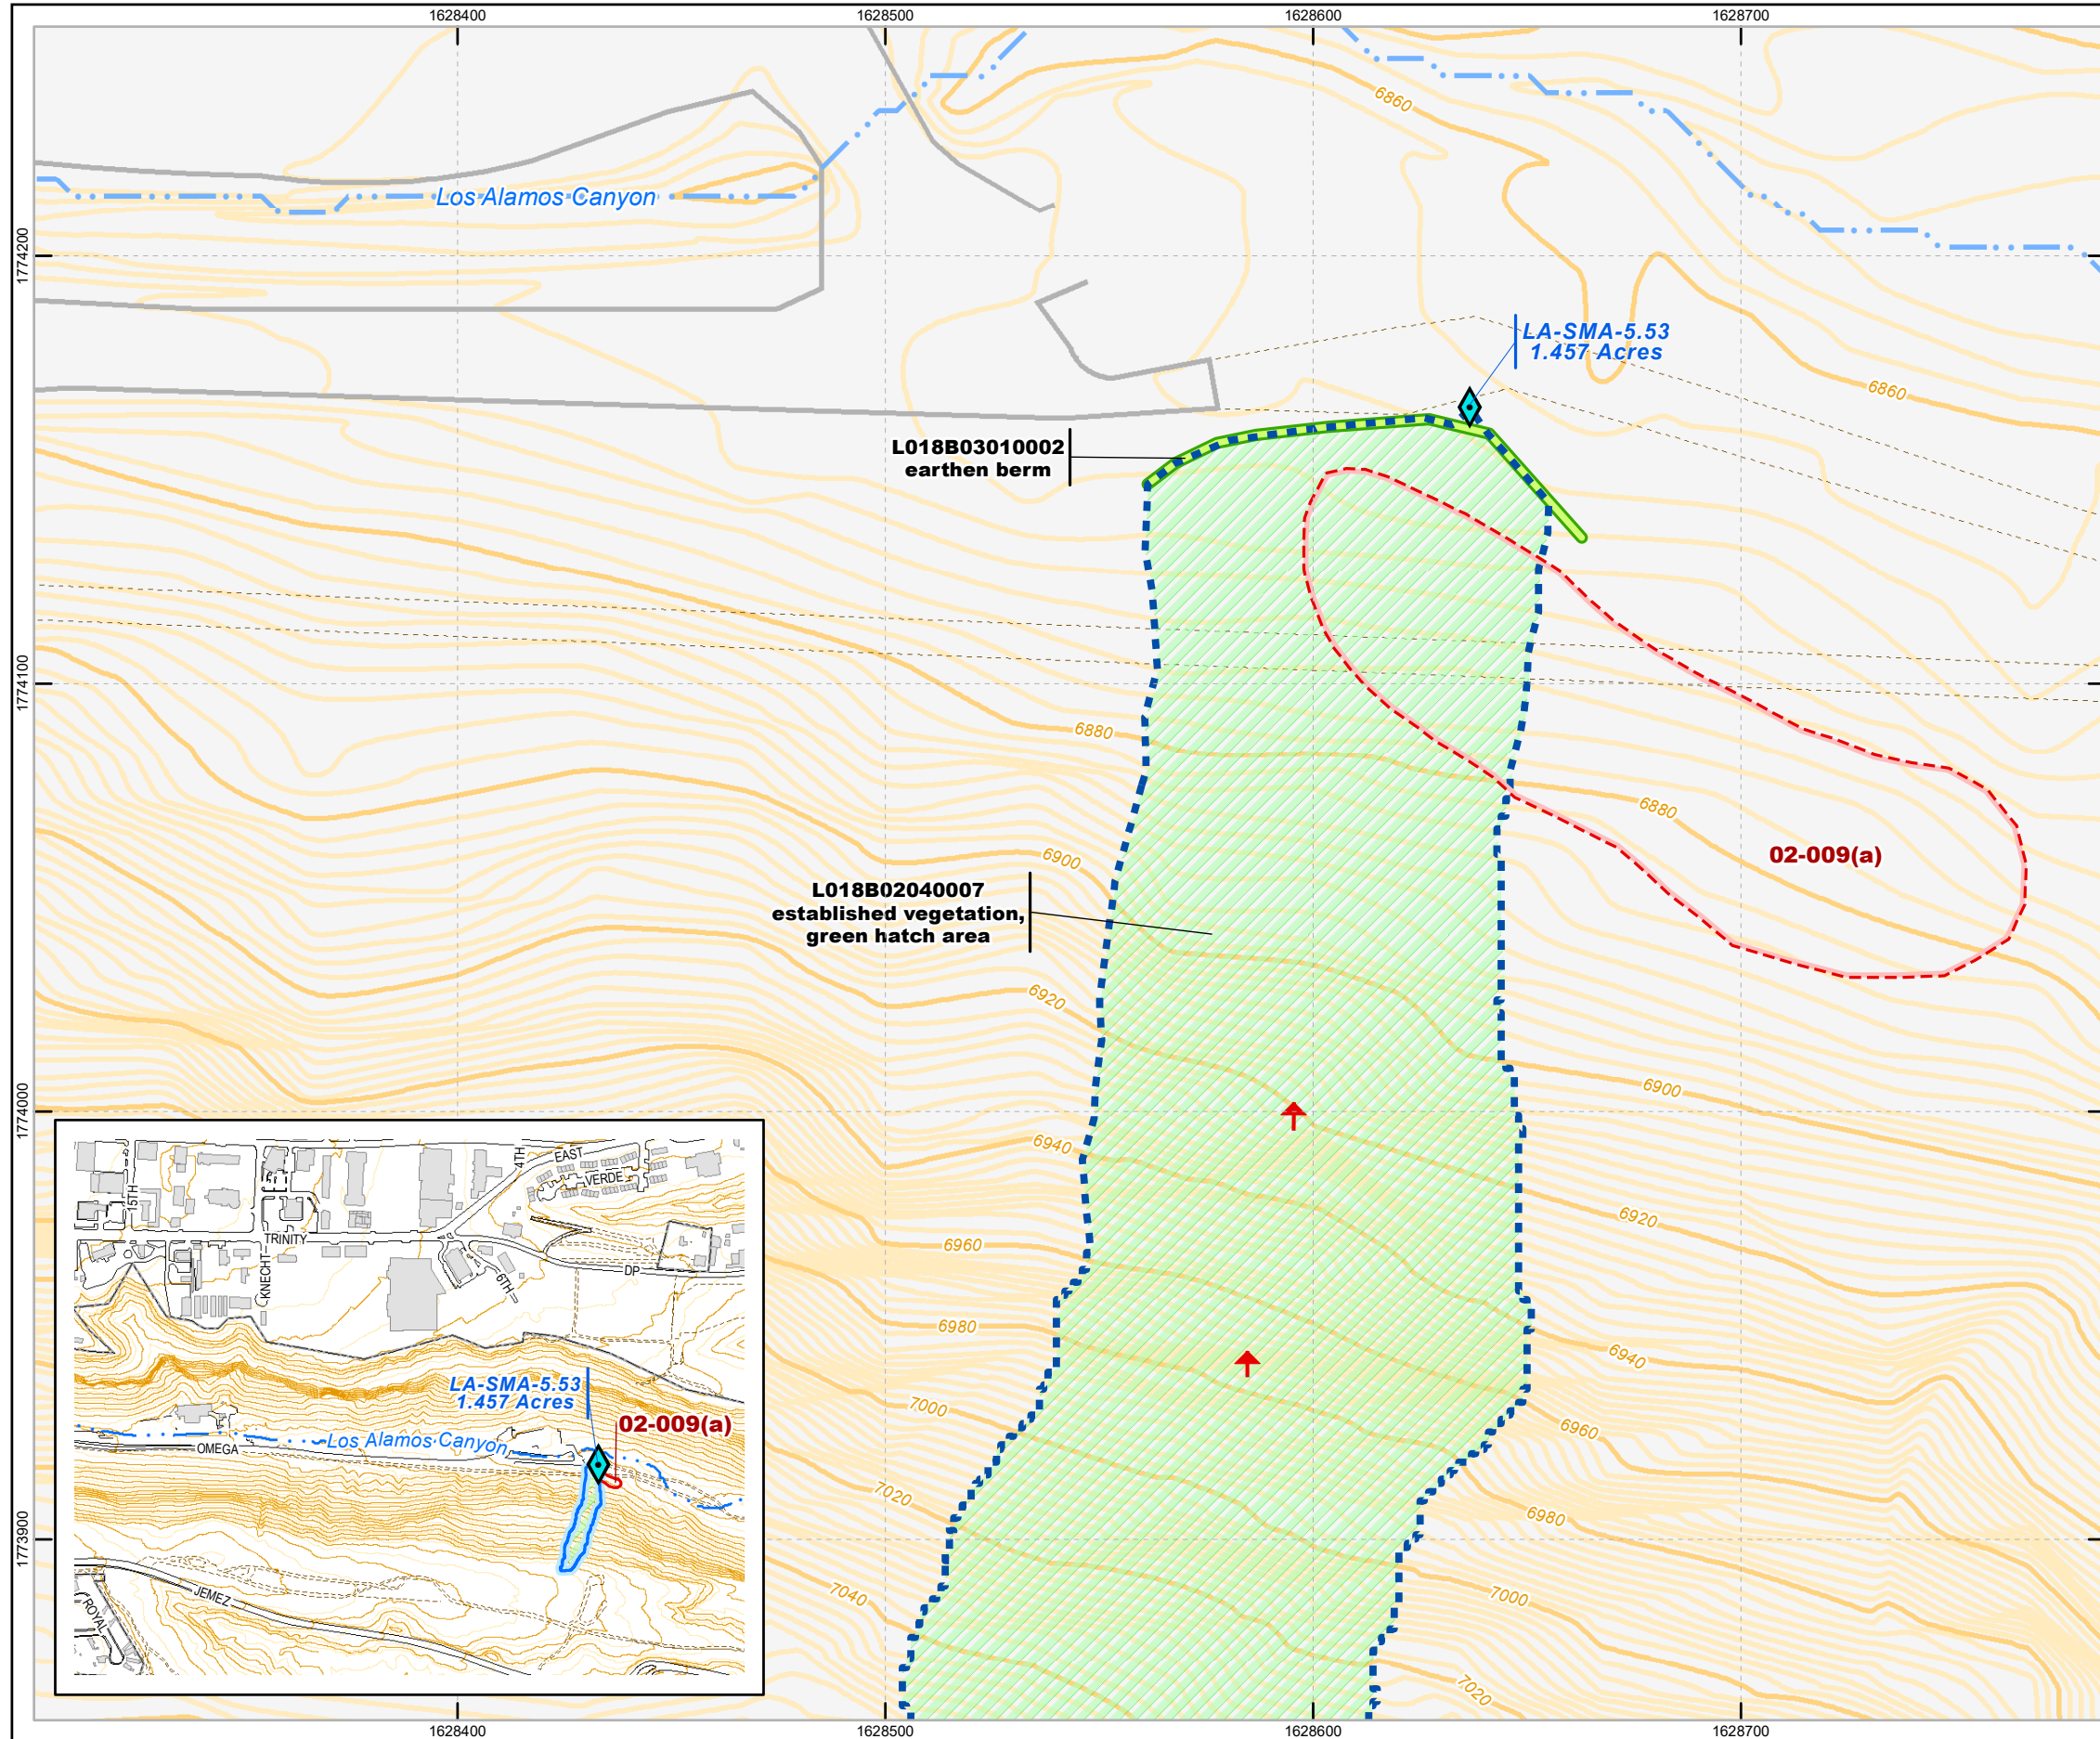 1628400
1628500
1628600
1628700
6860
Los Alamos Canyon
1774200
LA-SMA-5.53
1.457 Acres
6860
L018B03010002
earthen berm
1774100
6880
6880
02-009(a)
6900
L018B02040007
established vegetation,
green hatch area
6920
6900
1774000
6940
6920
6960
6980
6940
7000
6960
7020
6980
1773900
7040
7000
7020
15TH
4TH
EAST
VERDE
TRINITY
KNECHT
6TH
DP
LA-SMA-5.53
1.457 Acres
02-009(a)
Los Alamos Canyon
OMEGA
JEMEZ
ROYAL
1628400
1628500
1628600
1628700